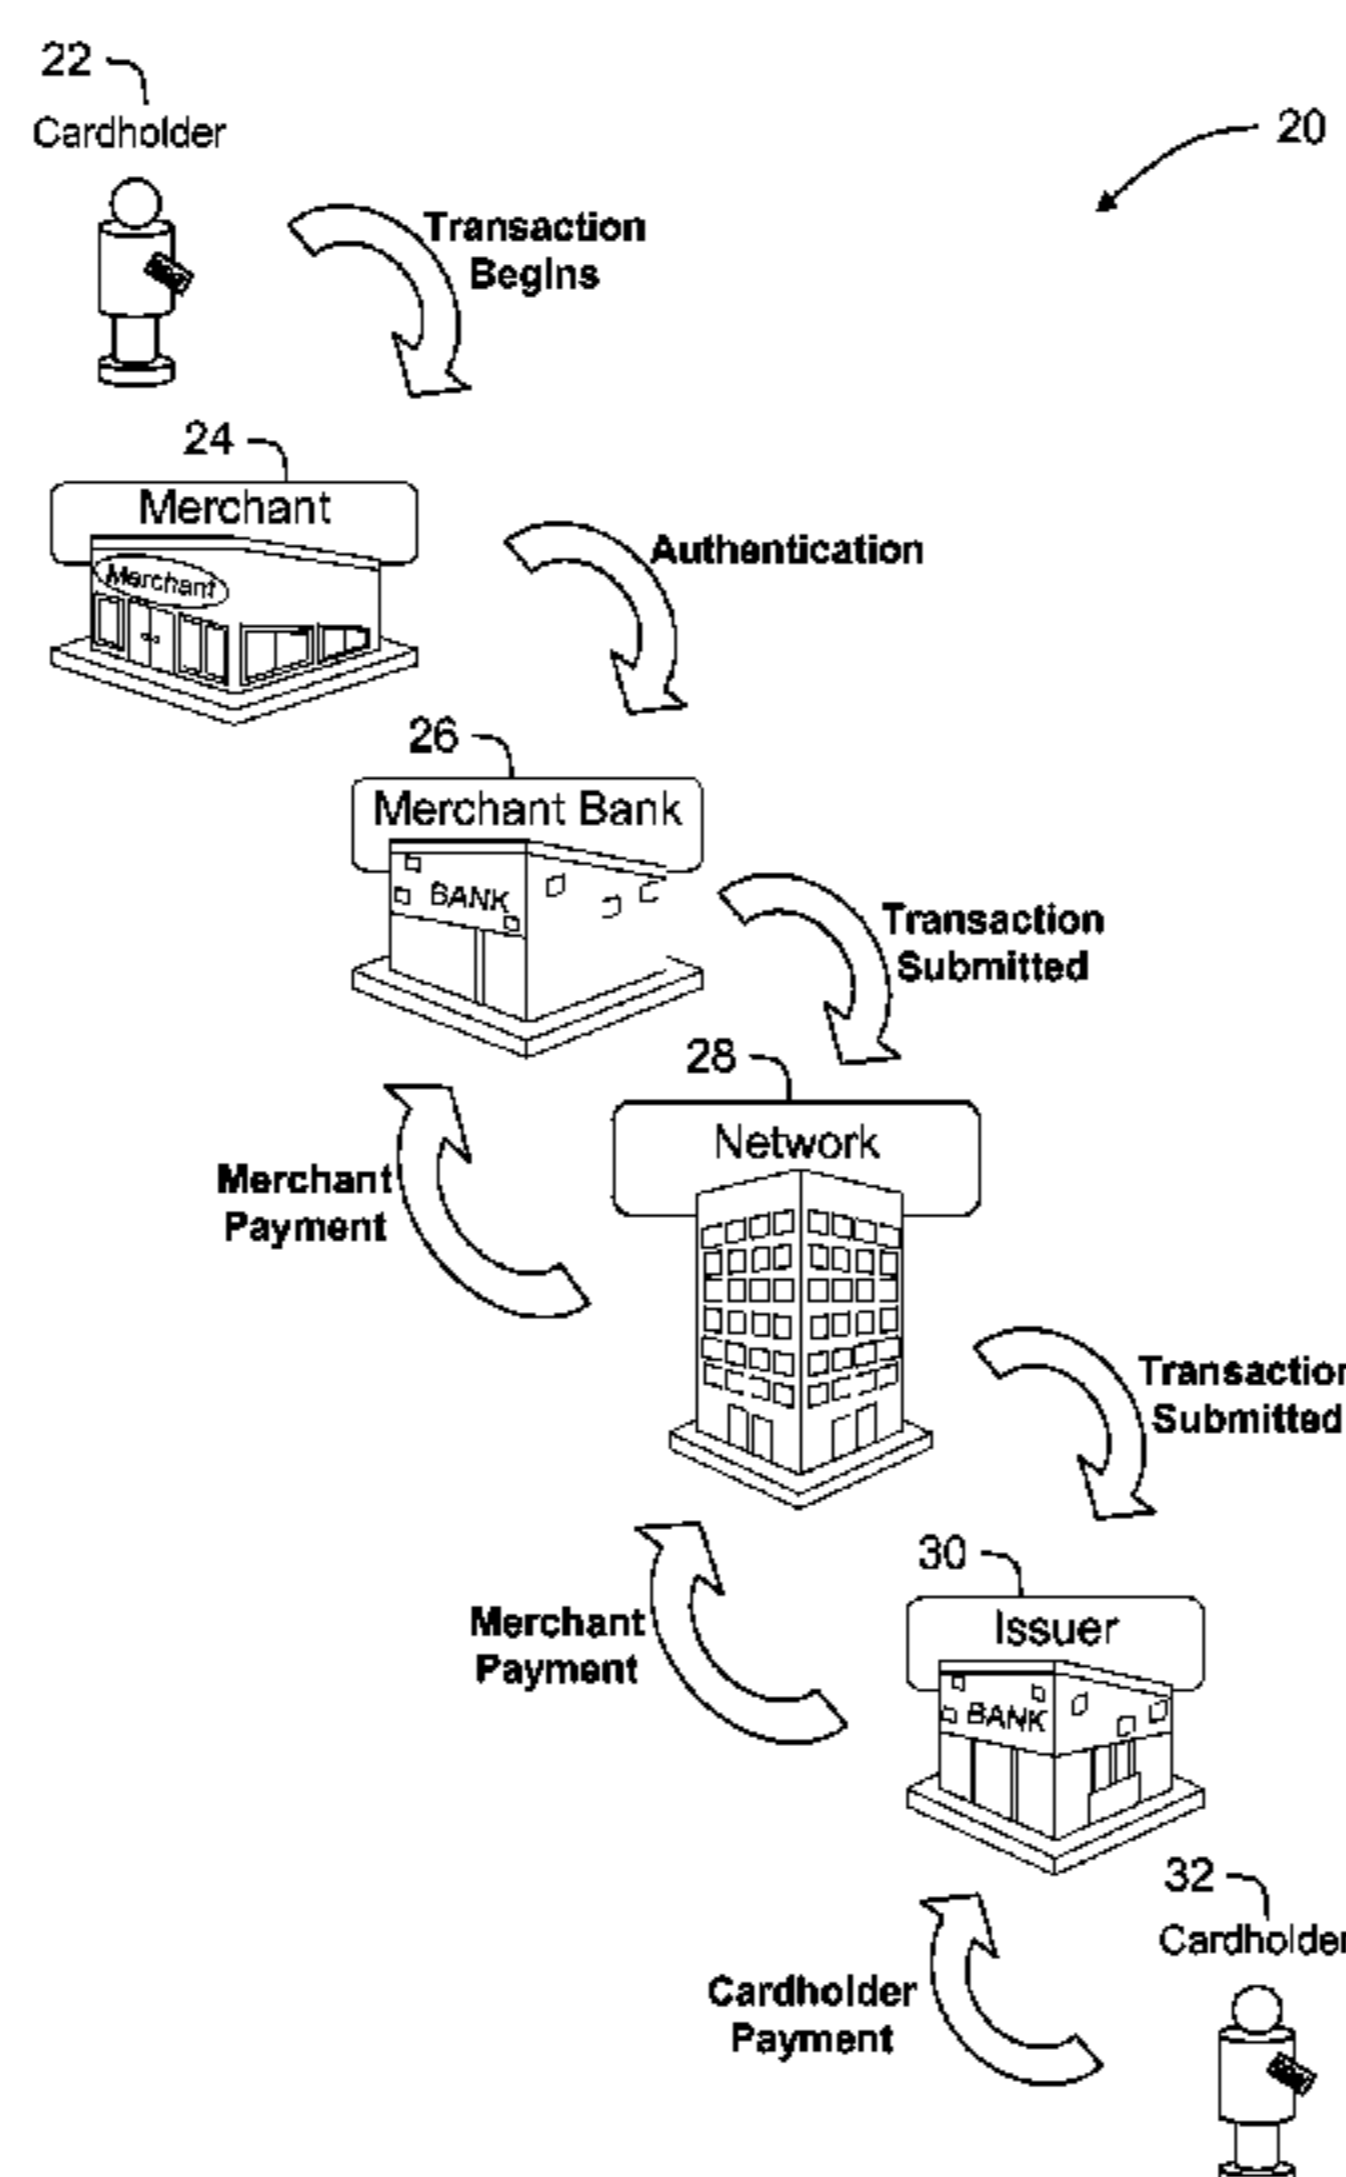 22
Cardholder
20
Transaction
Begins
24
Merchant
Merchant
Authentication
26
Merchant Bank
BANK
Transaction
Submitted
28
Network
Merchant
Payment
Transaction
Submitted
30
Issuer
BANK
Merchant
Payment
32
Cardholder
Cardholder
Payment